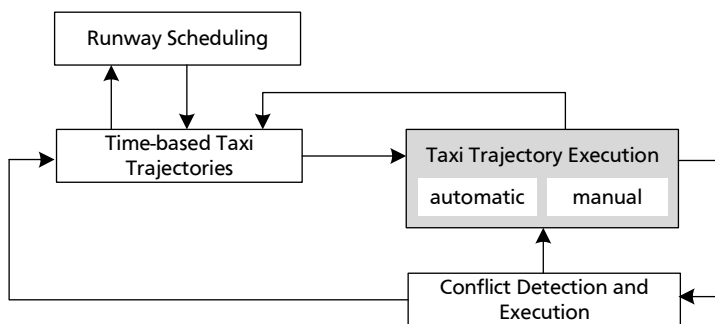 Runway Scheduling
Time-based Taxi
Trajectories
Taxi Trajectory Execution
automatic
manual
Conflict Detection and
Execution